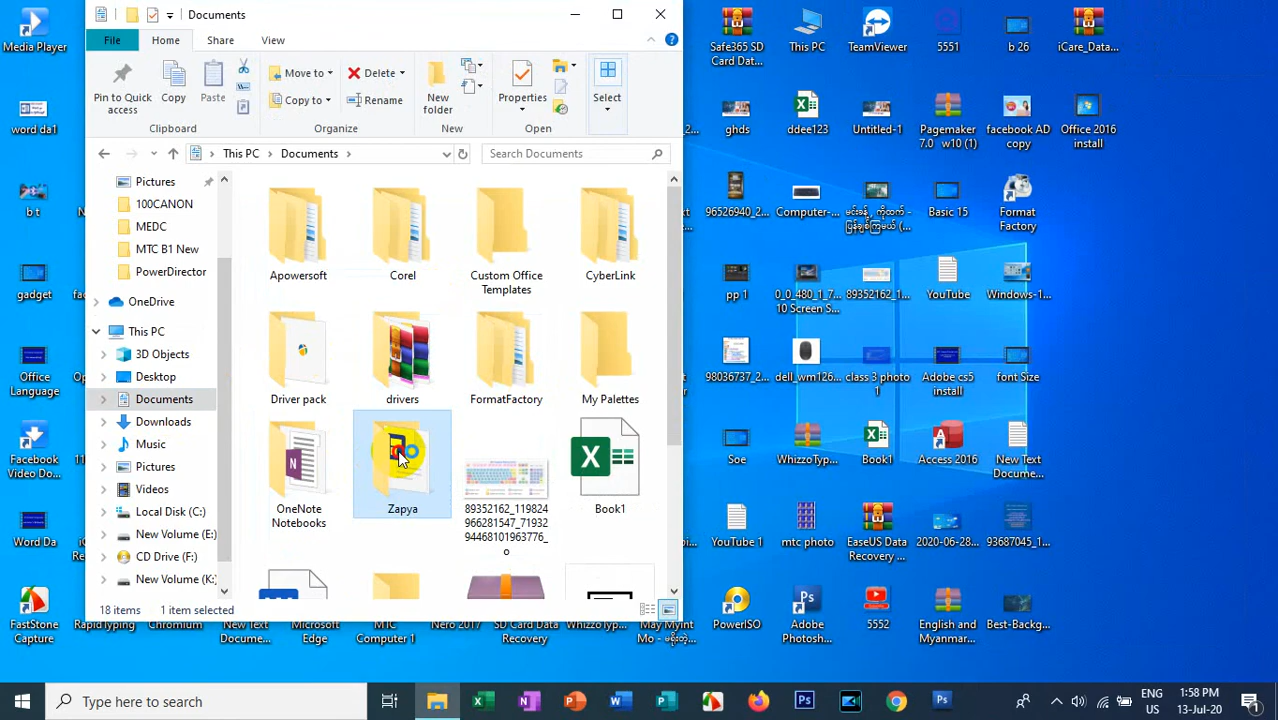 Documents
File
Home
Share
View
Pin to Quick access
Copy
Paste
Clipboard
Move to
Copy to
Delete
Rename
Organize
New folder
New
Properties
Open
Select
This PC > Documents >
Search Documents
Pictures
100CANON
MEDC
MTC B1 New
PowerDirector
OneDrive
This PC
3D Objects
Desktop
Documents
Downloads
Music
Pictures
Videos
Local Disk (C:)
New Volume (E:)
CD Drive (F:)
New Volume (K:)
Apowersoft
Corel
Custom Office Templates
CyberLink
Driver pack
drivers
FormatFactory
My Palettes
OneNote Notebooks
Zapya
89352162_119824
966281547_71932
94468101963776_
o
Book1
18 items
1 item selected
Media Player
word da1
b t
gadget
Office Language
Facebook Video Do...
Word Da
FastStone Capture
RapidTyping
Chromium
New Text Docume...
Microsoft Edge
MTC Computer 1
Nero 2017
SD Card Data Recovery
WhizzoTyp...
May Myint
Safe365 SD Card Dat...
This PC
TeamViewer
5551
b 26
iCare_Data...
ghds
ddee123
Untitled-1
Pagemaker 7.0 w10 (1)
facebook AD copy
Office 2016 install
96526940_2...
Computer-...
Basic 15
Format Factory
pp 1
0_0_480_1_7... 10 Screen S...
89352162_1...
YouTube
Windows-1...
98036737_2...
dell_wm126...
class 3 photo 1
Adobe cs5 install
font Size
Soe
WhizzoTyp...
Book1
Access 2016
New Text Docume...
YouTube 1
mtc photo
EaseUS Data Recovery ...
2020-06-28...
93687045_1...
PowerISO
Adobe Photosh...
5552
English and Myanmar...
Best-Backg...
Type here to search
ENG
US
1:58 PM
13-Jul-20